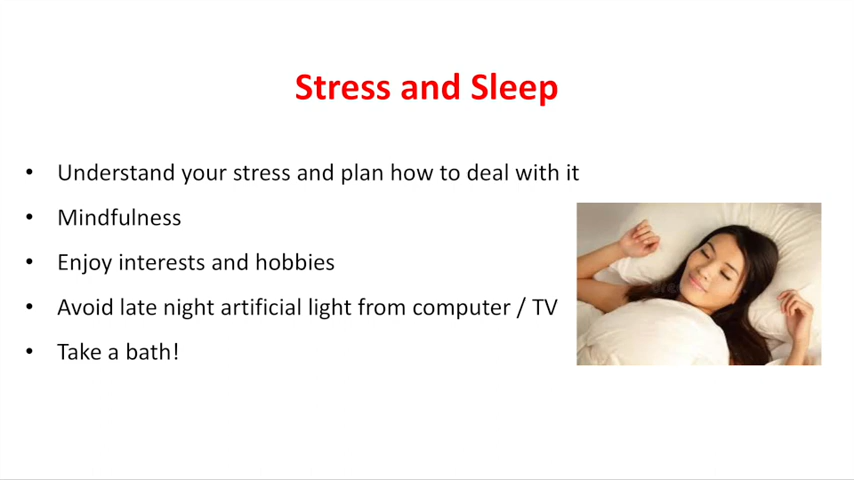 Stress and Sleep
• Understand your stress and plan how to deal with it
• Mindfulness
• Enjoy interests and hobbies
• Avoid late night artificial light from computer / TV
• Take a bath!